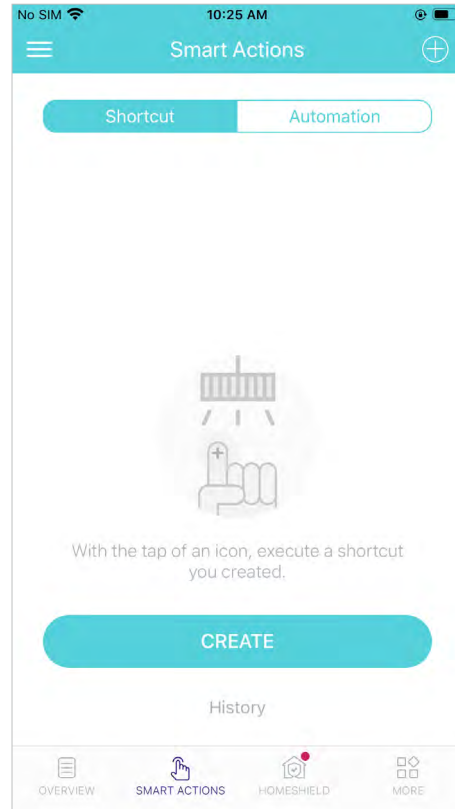 No SIM 10:25 AM
Smart Actions
Shortcut Automation
With the tap of an icon, execute a shortcut
you created.
CREATE
History
OVERVIEW SMART ACTIONS HOMESHIELD MORE